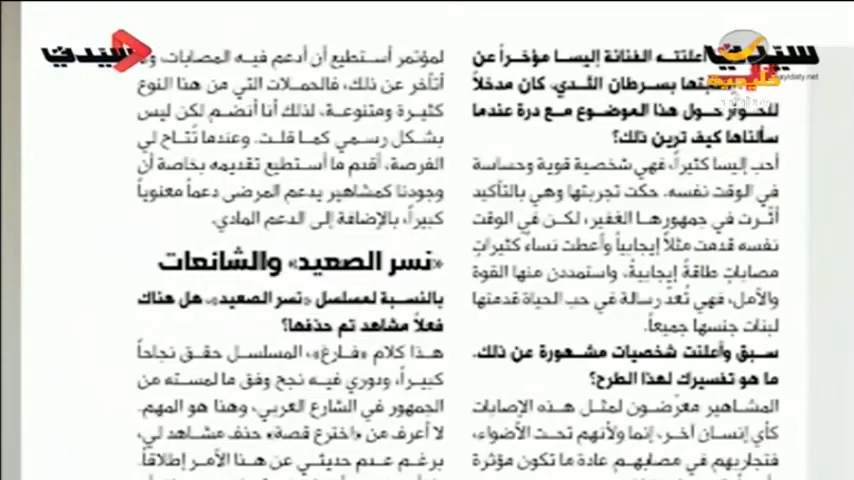 سيدتي
أعلنته الفنانة إليسا مؤخراً عن
بسرطان الثدي، كان مدخلاً
للحوار حول هذا الموضوع مع درة عندما
سألناها كيف ترين ذلك؟
أحب إليسا كثيراً، فهي شخصية قوية وحساسة
في الوقت نفسه. حكت تجربتها وهي بالتأكيد
أثرت في جمهورها الغفير، لكن في الوقت
نفسه قدمت مثلاً إيجابياً وأعطت نساءً كثيراتٍ
مصاباتٍ طاقةً إيجابيةً، واستمددن منها القوة
والأمل، فهي تُعد رسالة في حب الحياة قدمتها
لبنات جنسها جميعاً.
سبق وأعلنت شخصيات مشهورة عن ذلك.
ما هو تفسيرك لهذا الطرح؟
المشاهير معرّضون لمثل هذه الإصابات
كأي إنسان آخر، إنما ولأنهم تحت الأضواء،
فتجاربهم في مصابهم عادة ما تكون مؤثرة
سيدتي
لمؤتمر أستطيع أن أدعم فيه المصابات،
أتأخر عن ذلك، فالحملات التي من هذا النوع
كثيرة ومتنوعة، لذلك أنا أنضم لكن ليس
بشكل رسمي كما قلت. وعندما تُتاح لي
الفرصة، أقدم ما أستطيع تقديمه بخاصة أن
وجودنا كمشاهير يدعم المرضى دعماً معنوياً
كبيراً، بالإضافة إلى الدعم المادي.
«نسر الصعيد» والشائعات
بالنسبة لمسلسل «نسر الصعيد»، هل هناك
فعلاً مشاهد تم حذفها؟
هذا كلام «فارغ»، المسلسل حقق نجاحاً
كبيراً، ودوري فيه نجح وفق ما لمسته من
الجمهور في الشارع العربي، وهذا هو المهم.
لا أعرف من «اخترع قصة» حذف مشاهد لي،
برغم عدم حديثي عن هذا الأمر إطلاقاً.